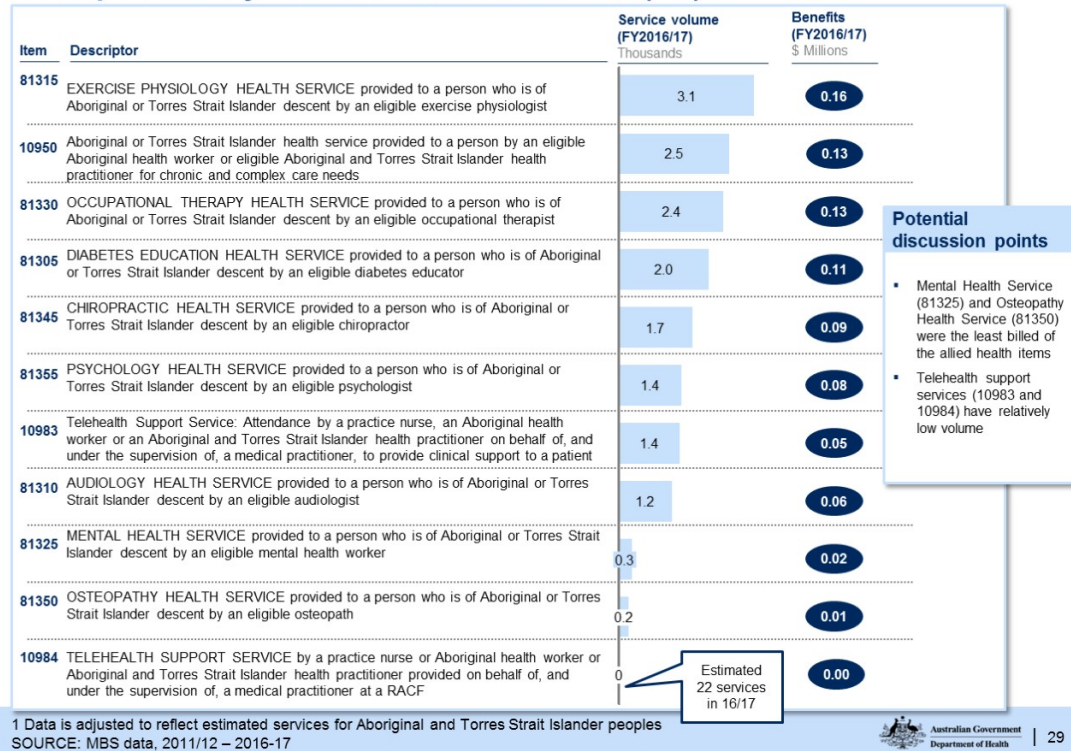 Service volume
(FY2016/17)
Thousands
Benefits
(FY2016/17)
$ Millions
Item Descriptor
81315 EXERCISE PHYSIOLOGY HEALTH SERVICE provided to a person who is of
Aboriginal or Torres Strait Islander descent by an eligible exercise physiologist
3.1
0.16
10950 Aboriginal or Torres Strait Islander health service provided to a person by an eligible
Aboriginal health worker or eligible Aboriginal and Torres Strait Islander health
practitioner for chronic and complex care needs
2.5
0.13
81330 OCCUPATIONAL THERAPY HEALTH SERVICE provided to a person who is of
Aboriginal or Torres Strait Islander descent by an eligible occupational therapist
2.4
0.13
81305 DIABETES EDUCATION HEALTH SERVICE provided to a person who is of Aboriginal
or Torres Strait Islander descent by an eligible diabetes educator
2.0
0.11
81345 CHIROPRACTIC HEALTH SERVICE provided to a person who is of Aboriginal or
Torres Strait Islander descent by an eligible chiropractor
1.7
0.09
81355 PSYCHOLOGY HEALTH SERVICE provided to a person who is of Aboriginal or
Torres Strait Islander descent by an eligible psychologist
1.4
0.08
10983 Telehealth Support Service: Attendance by a practice nurse, an Aboriginal health
worker or an Aboriginal and Torres Strait Islander health practitioner on behalf of, and
under the supervision of, a medical practitioner, to provide clinical support to a patient
1.4
0.05
81310 AUDIOLOGY HEALTH SERVICE provided to a person who is of Aboriginal or Torres
Strait Islander descent by an eligible audiologist
1.2
0.06
81325 MENTAL HEALTH SERVICE provided to a person who is of Aboriginal or Torres Strait
Islander descent by an eligible mental health worker
0.3
0.02
81350 OSTEOPATHY HEALTH SERVICE provided to a person who is of Aboriginal or Torres
Strait Islander descent by an eligible osteopath
0.2
0.01
10984 TELEHEALTH SUPPORT SERVICE by a practice nurse or Aboriginal health worker or
Aboriginal and Torres Strait Islander health practitioner provided on behalf of, and
under the supervision of, a medical practitioner at a RACF
0
Estimated
22 services
in 16/17
0.00
Potential
discussion points
▪ Mental Health Service
(81325) and Osteopathy
Health Service (81350)
were the least billed of
the allied health items
▪ Telehealth support
services (10983 and
10984) have relatively
low volume
1 Data is adjusted to reflect estimated services for Aboriginal and Torres Strait Islander peoples
SOURCE: MBS data, 2011/12 – 2016-17
Australian Government
Department of Health
29